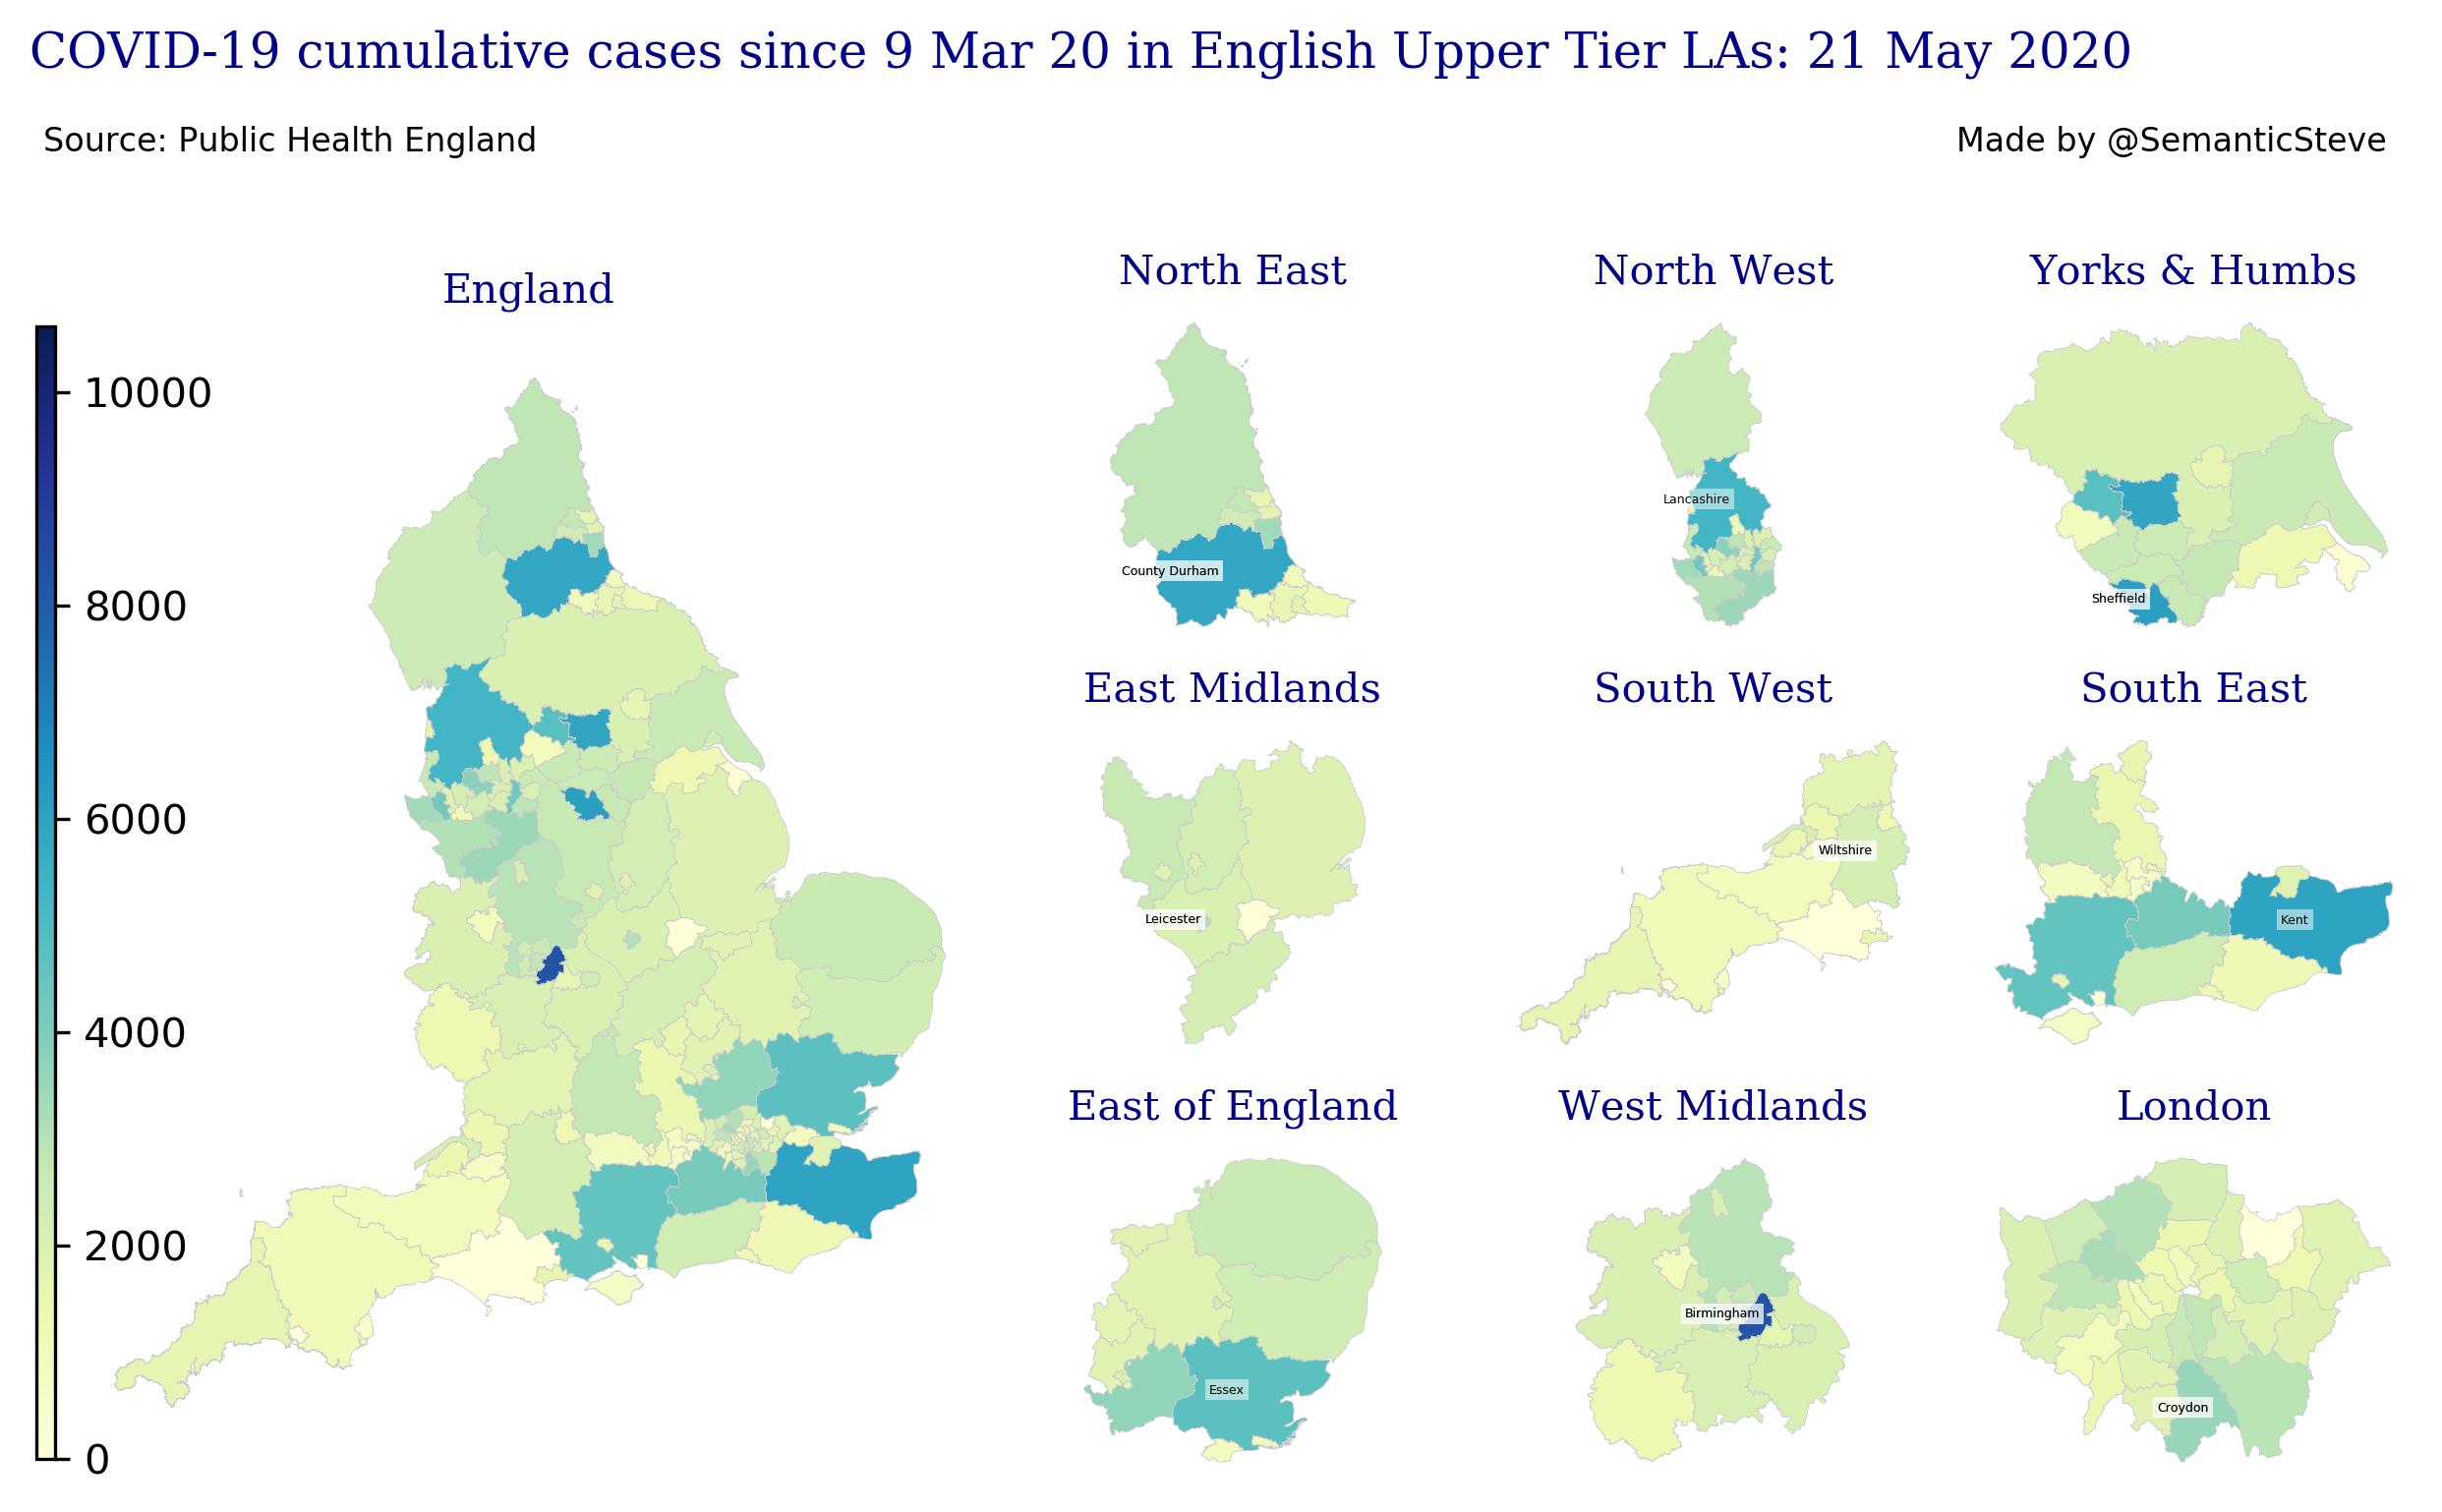 COVID-19 cumulative cases since 9 Mar 20 in English Upper Tier LAs: 21 May 2020
Source: Public Health England
Made by @SemanticSteve
England
10000
8000
6000
4000
2000
0
North East
County Durham
North West
Lancashire
Yorks & Humbs
Sheffield
East Midlands
Leicester
South West
Wiltshire
South East
Kent
East of England
Essex
West Midlands
Birmingham
London
Croydon